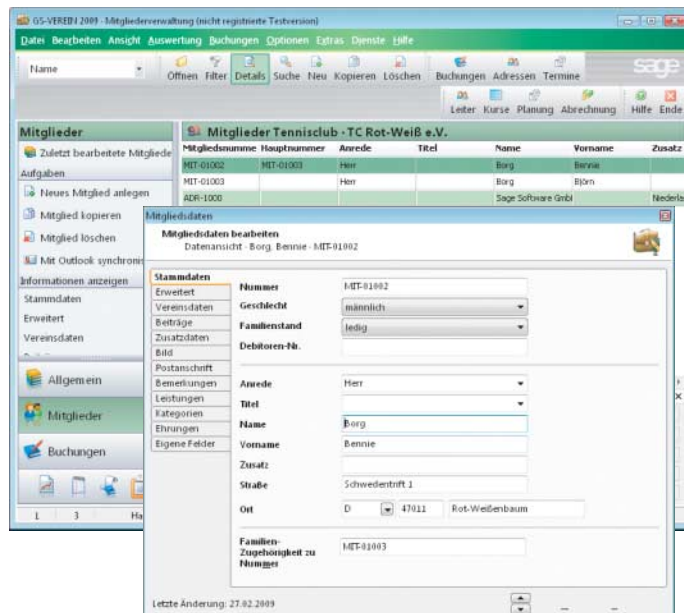 GS-VEREIN 2009 - Mitgliederverwaltung (nicht registrierte Testversion)
Datei Bearbeiten Ansicht Auswertung Buchungen Optionen Extras Dienste Hilfe
Name
Öffnen Filter Details Suche Neu Kopieren Löschen Buchungen Adressen Termine
sage
Leiter Kurse Planung Abrechnung Hilfe Ende
Mitglieder
Zuletzt bearbeitete Mitgliede
Aufgaben
Neues Mitglied anlegen
Mitglied kopieren
Mitglied löschen
Mit Outlook synchronis
Informationen anzeigen
Stammdaten
Erweitert
Vereinsdaten
Allgemein
Mitglieder
Buchungen
1 3 Ha
Mitglieder Tennisclub - TC Rot-Weiß e.V.
Mitgliedsnumme Hauptnummer Anrede Titel Name Vorname Zusatz
MIT-01002 MIT-01003 Herr Borg Bennie
MIT-01003 Herr Borg Björn
ADR-1000 Sage Software Gmbl Niederla
Mitgliedsdaten
Mitgliedsdaten bearbeiten
Datenansicht - Borg, Bennie - MIT-01002
Stammdaten
Erweitert
Vereinsdaten
Beiträge
Zusatzdaten
Bild
Postanschrift
Bemerkungen
Leistungen
Kategorien
Ehrungen
Eigene Felder
Nummer MIT-01002
Geschlecht männlich
Familienstand ledig
Debitoren-Nr.
Anrede Herr
Titel
Name Borg
Vorname Bennie
Zusatz
Straße Schwedentrift 1
Ort D 47011 Rot-Weißenbaum
Familien-
Zugehörigkeit zu
Nummer
MIT-01003
Letzte Änderung: 27.02.2009